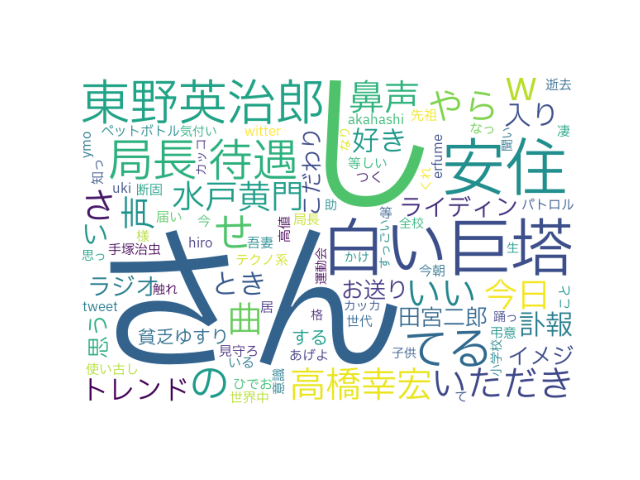 東野英治郎
し
鼻声
やら
w
逝去
入り
akahashi
先祖
ペットボトル
気付い
witter
なり
なっ
聞い
凄
ymo
知っ
カッコ
局長
待遇
こだわり
好き
等しい
つく
effume
くれ
安住
uki
断固
水戸黄門
さ
声
い
届い
今
助
局長
ライディン
パトロル
全校
せ
高値
すっごい
等
様
思っ
手塚治虫
hiro
吾妻
テクノ系
運動会
白い巨塔
さん
かけ
今朝
生
ラジオ
触れ
とき
居
お送り
いい
今日
こと
tweet
思う
曲
格
カッカ
世代
田宮二郎
踊っ
訃報
貧乏ゆすり
する
てる
小学校
出
意
イメジ
見守ろ
いる
あげよ
子供
使い古し
トレンド
の
ひでお
世界中
意識
高橋幸宏
いただき
て